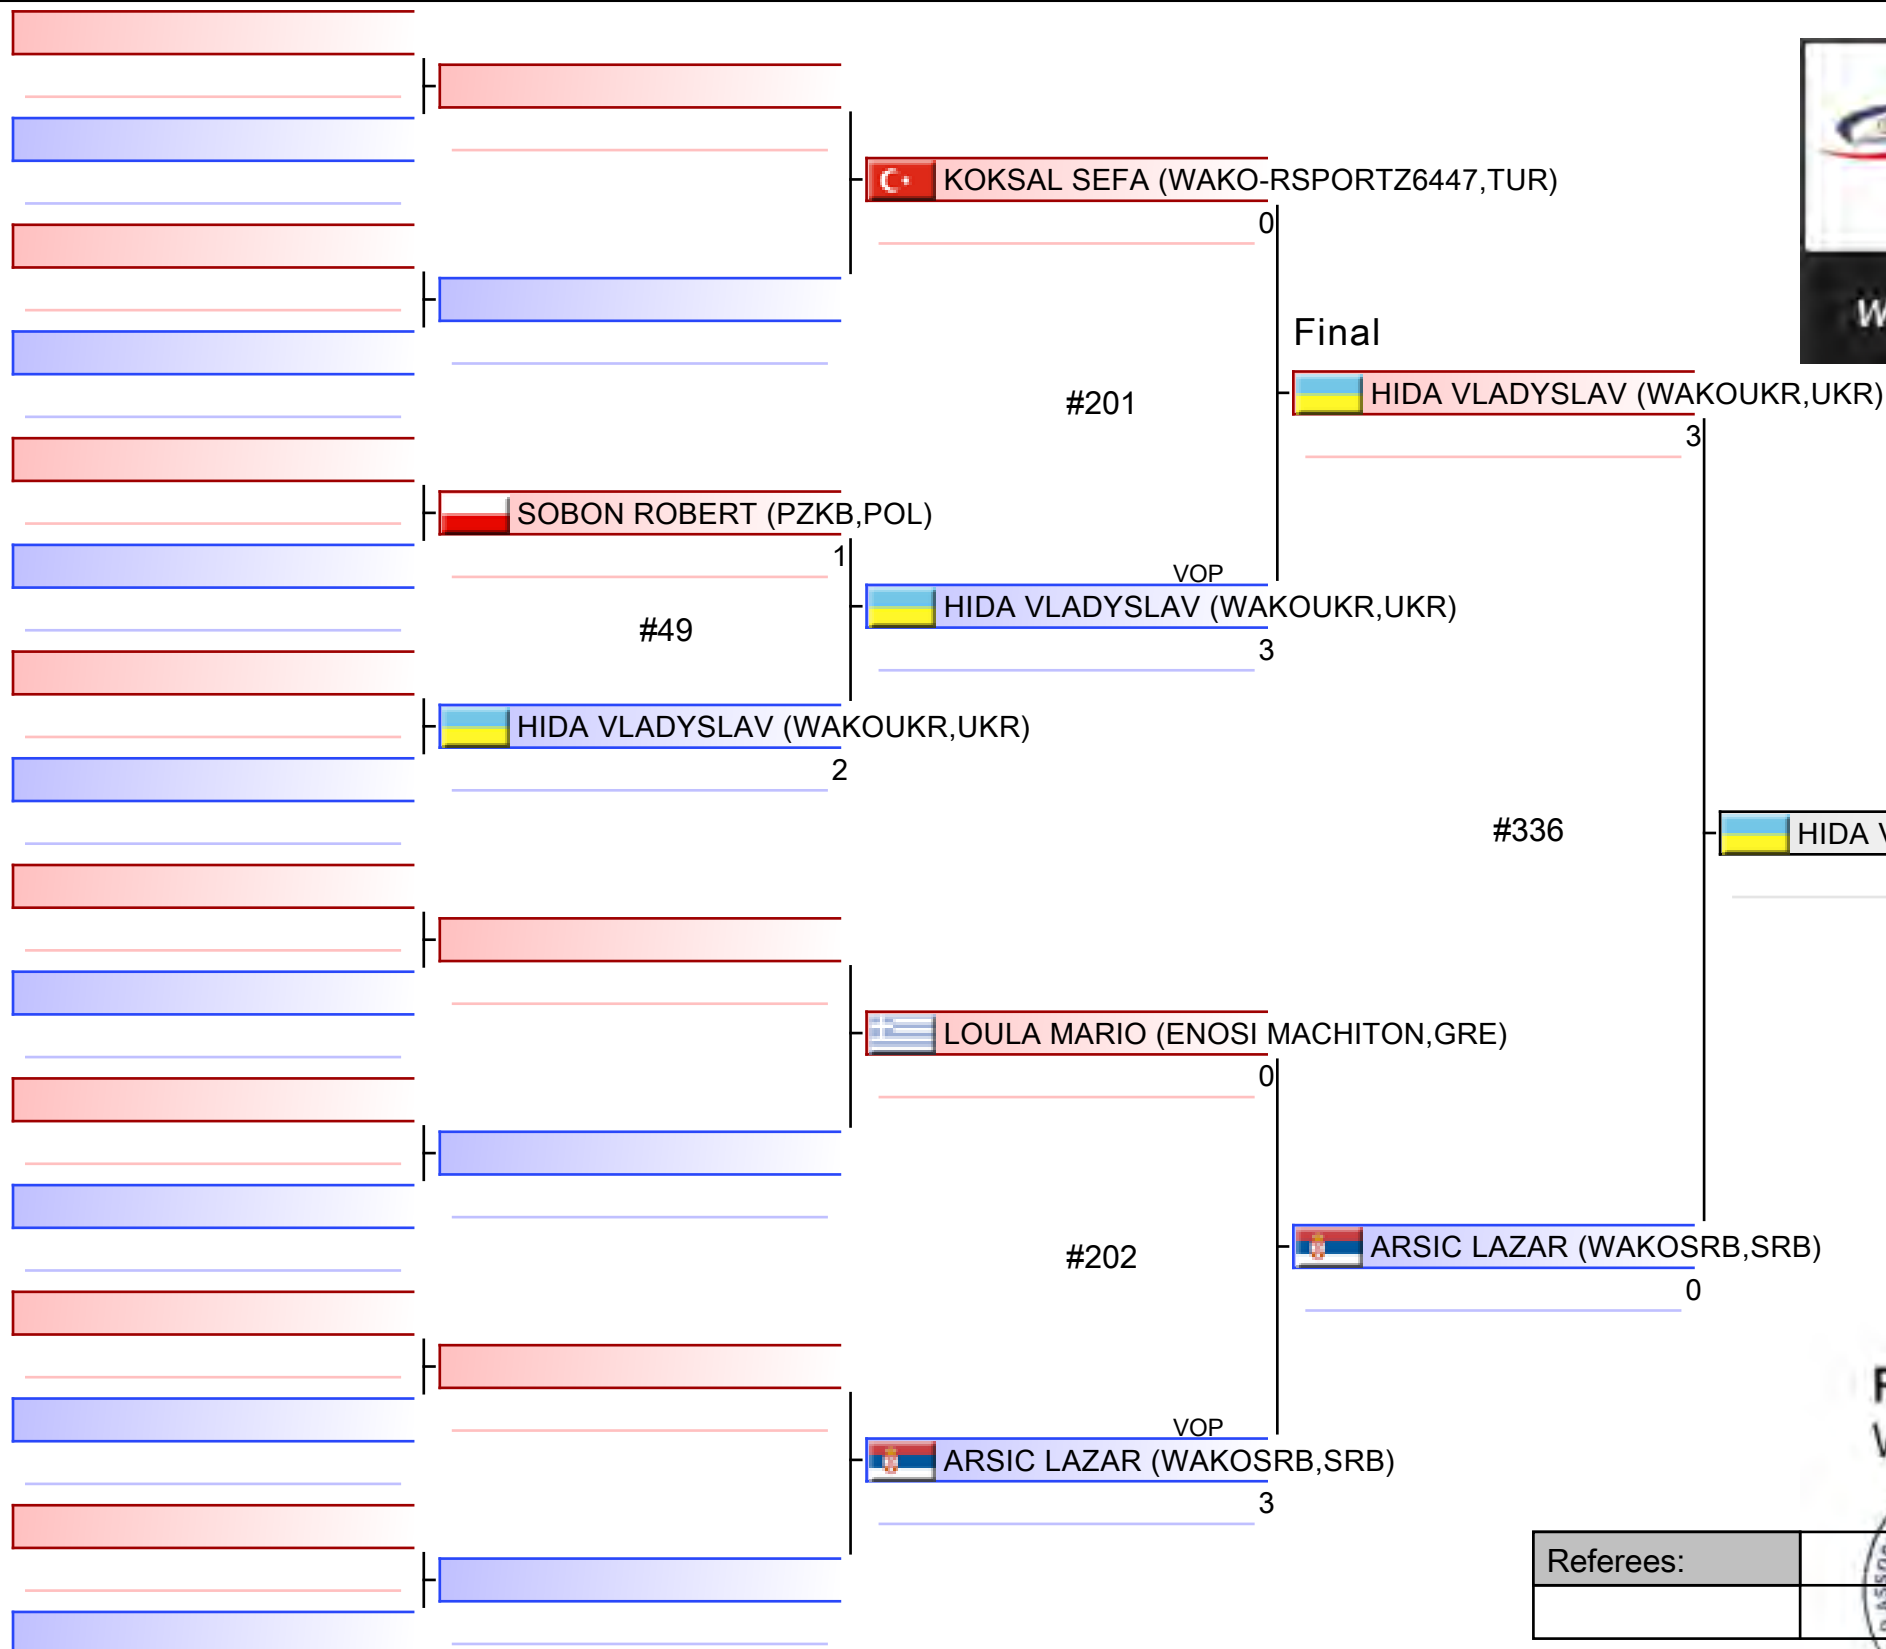 KOKSAL SEFA (WAKO-RSPORTZ6447,TUR)
0
Final
#201
HIDA VLADYSLAV (WAKOUKR,UKR)
3
SOBON ROBERT (PZKB,POL)
1
VOP
HIDA VLADYSLAV (WAKOUKR,UKR)
3
#49
HIDA VLADYSLAV (WAKOUKR,UKR)
2
#336
HIDA
LOULA MARIO (ENOSI MACHITON,GRE)
0
#202
ARSIC LAZAR (WAKOSRB,SRB)
0
VOP
ARSIC LAZAR (WAKOSRB,SRB)
3
Referees: